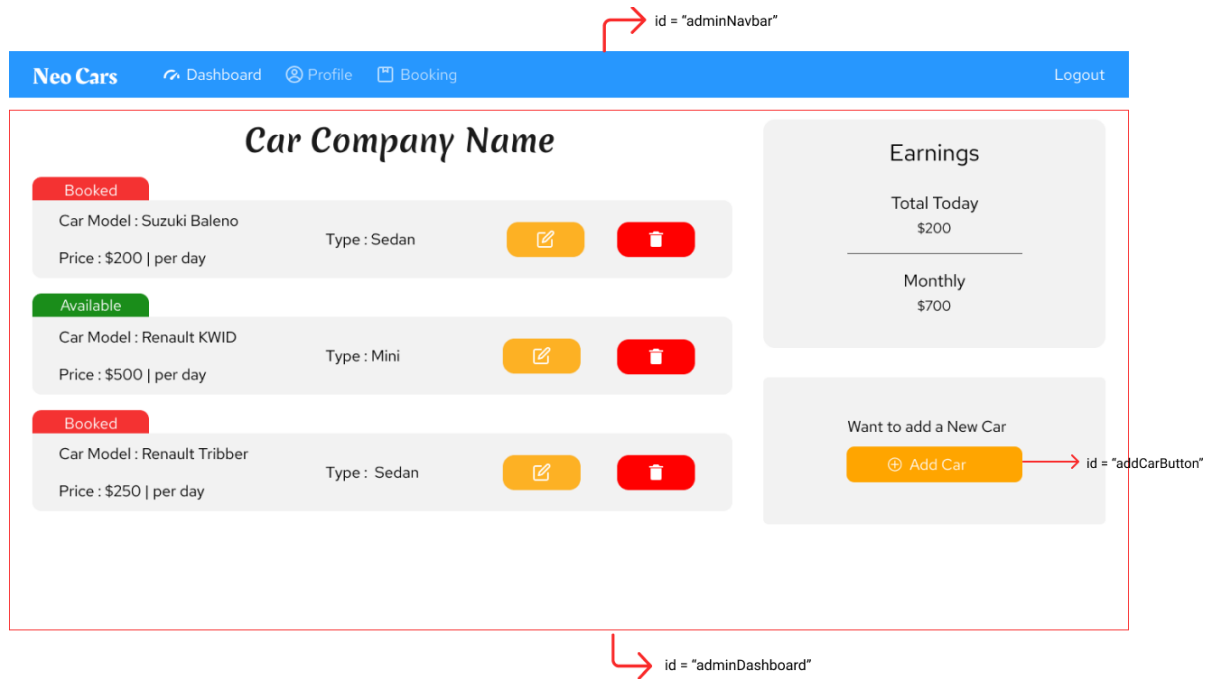 id = “adminNavbar”
Neo Cars Dashboard Profile Booking Logout
Car Company Name
Booked
Car Model : Suzuki Baleno
Type : Sedan
Price : $200 | per day
Available
Car Model : Renault KWID
Type : Mini
Price : $500 | per day
Booked
Car Model : Renault Tribber
Type : Sedan
Price : $250 | per day
Earnings
Total Today
$200
Monthly
$700
Want to add a New Car
Add Car
id = “addCarButton”
id = “adminDashboard”